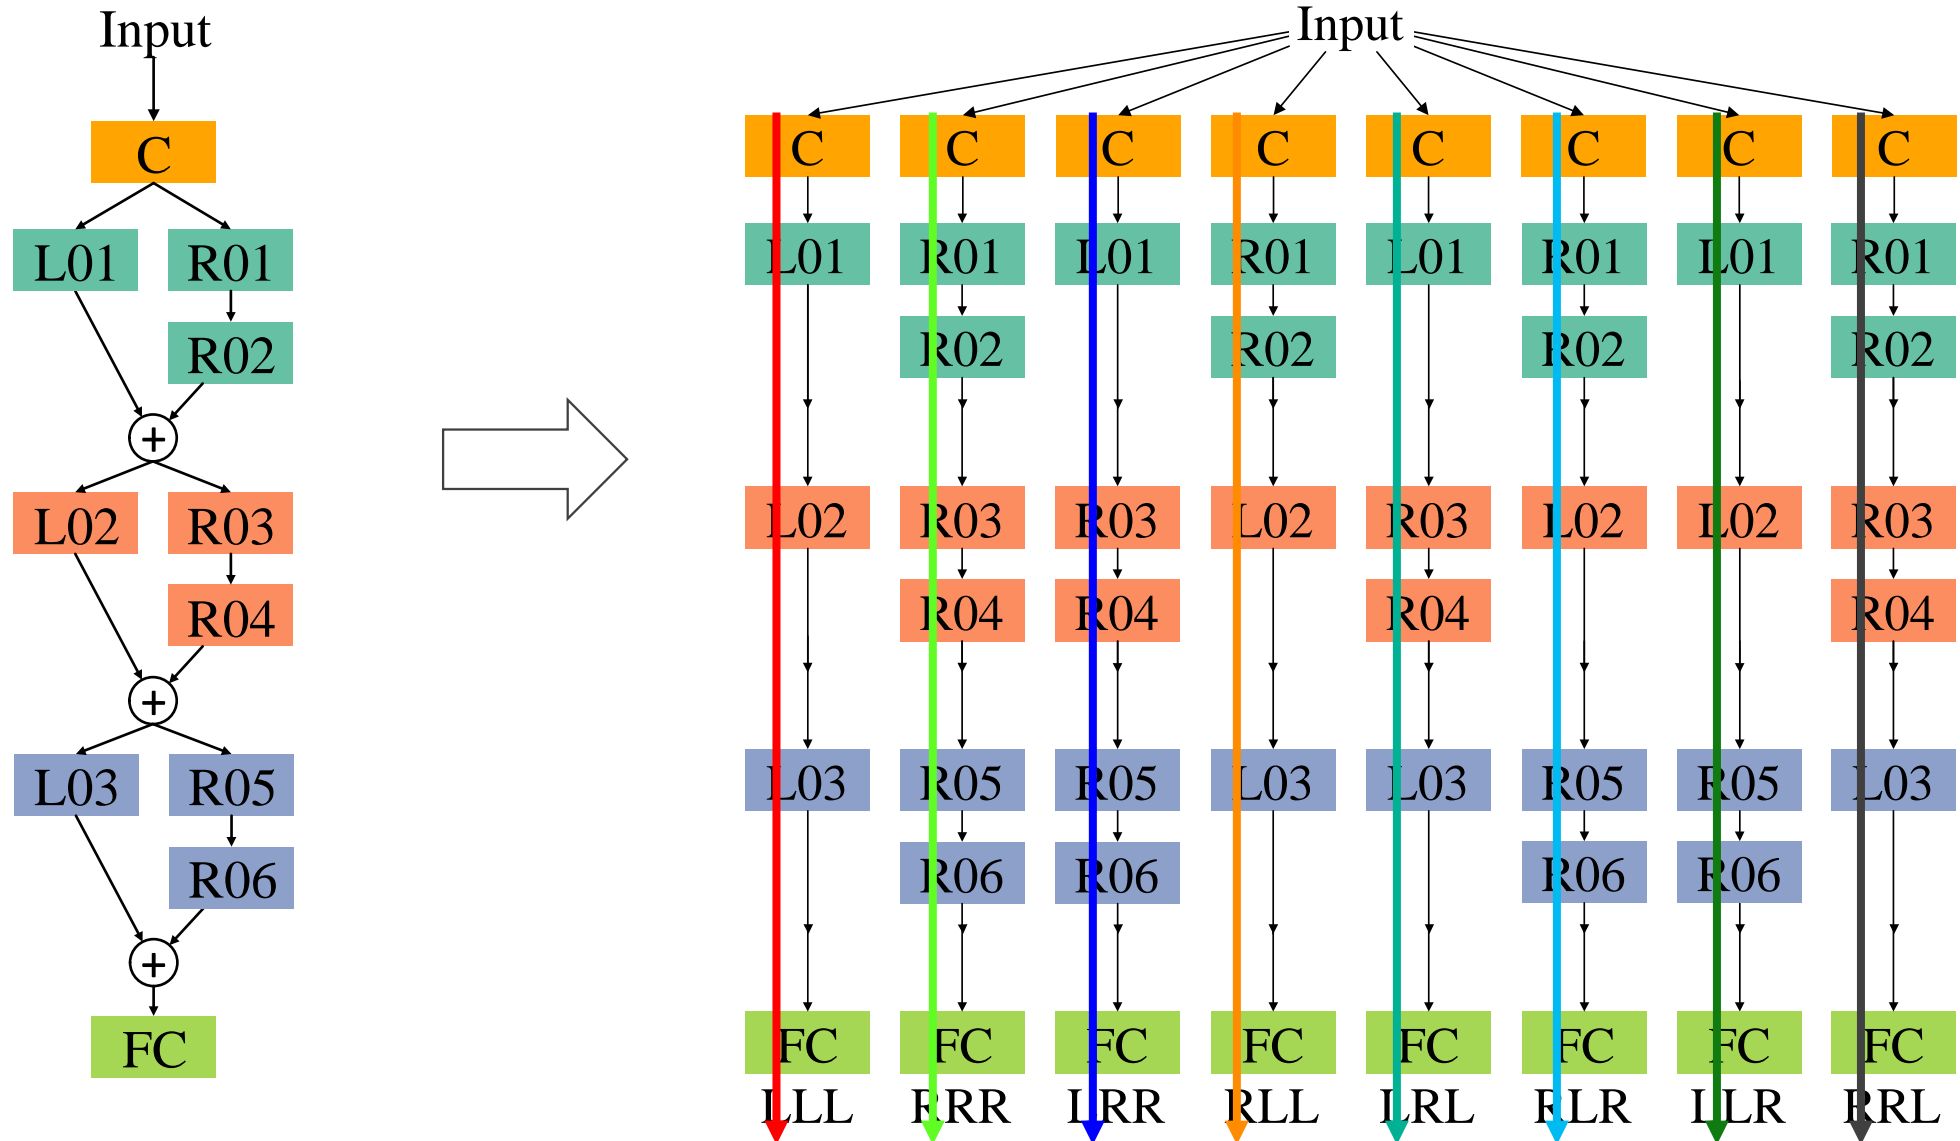 Input
C
L01 R01
R02
+
L02 R03
R04
+
L03 R05
R06
+
FC
Input
C C C C C C C C
L01 R01 L01 R01 L01 R01 L01 R01
R02 R02 R02 R02
L02 R03 R03 L02 R03 L02 L02 R03
R04 R04 R04 R04
L03 R05 R05 L03 L03 R05 R05 L03
R06 R06 R06 R06
FC FC FC FC FC FC FC FC
LLL RRR LRR RLL LRL RLR LLR RRL